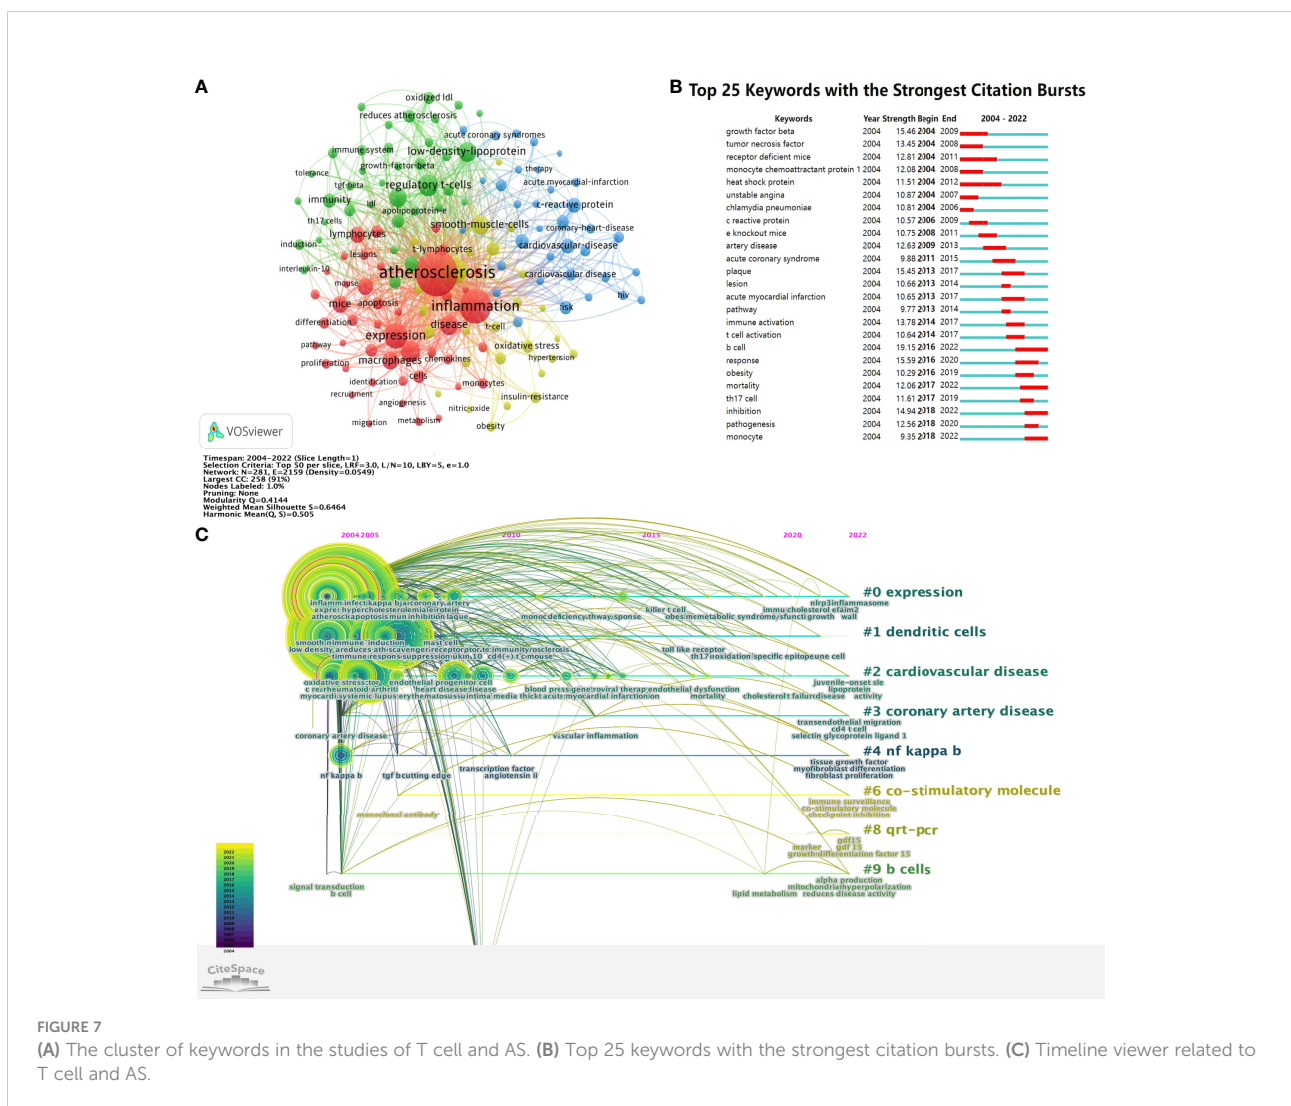 A
oxidized ldl
reduces atherosclerosis
acute coronary syndromes
immune system
low-density-lipoprotein
growth-factor-beta
therapy
tolerance
tgf-beta
regulatory t-cells
acute myocardial-infarction
immunity
ldl
apolipoprotein-e
c-reactive protein
th17 cells
smooth-muscle-cells
coronary-heart-disease
lymphocytes
induction
t-lymphocytes
cardiovascular-disease
lesions
interleukin-10
atherosclerosis
cardiovascular disease
mouse
mice
apoptosis
inflammation
risk
hiv
differentiation
disease
t-cell
expression
pathway
oxidative stress
proliferation
macrophages
chemokines
hypertension
identification
cells
monocytes
recruitment
insulin-resistance
angiogenesis
nitric-oxide
migration
metabolism
obesity
VOSviewer
B Top 25 Keywords with the Strongest Citation Bursts
Keywords Year Strength Begin End 2004 - 2022
growth factor beta 2004 15.46 2004 2009
tumor necrosis factor 2004 13.45 2004 2008
receptor deficient mice 2004 12.81 2004 2011
monocyte chemoattractant protein 1 2004 12.08 2004 2008
heat shock protein 2004 11.51 2004 2012
unstable angina 2004 10.87 2004 2007
chlamydia pneumoniae 2004 10.81 2004 2006
c reactive protein 2004 10.57 2006 2009
e knockout mice 2004 10.75 2008 2011
artery disease 2004 12.63 2009 2013
acute coronary syndrome 2004 9.88 2011 2015
plaque 2004 15.45 2013 2017
lesion 2004 10.66 2013 2014
acute myocardial infarction 2004 10.65 2013 2017
pathway 2004 9.77 2013 2014
immune activation 2004 13.78 2014 2017
t cell activation 2004 10.64 2014 2017
b cell 2004 19.15 2016 2022
response 2004 15.59 2016 2020
obesity 2004 10.29 2016 2019
mortality 2004 12.06 2017 2022
th17 cell 2004 11.61 2017 2019
inhibition 2004 14.94 2018 2022
pathogenesis 2004 12.56 2018 2020
monocyte 2004 9.35 2018 2022
Timespan: 2004-2022 (Slice Length=1)
Selection Criteria: Top 50 per slice, LRF=3.0, L/N=10, LBY=5, e=1.0
Network: N=281, E=2159 (Density=0.0549)
Largest CC: 258 (91%)
Nodes Labeled: 1.0%
Pruning: None
Modularity Q=0.4144
Weighted Mean Silhouette S=0.6464
Harmonic Mean(Q, S)=0.505
C
2004 2005 2010 2015 2020 2022
#0 expression
nlrp3 inflammasome
killer t cell
wall
#1 dendritic cells
mast cell
toll like receptor
#2 cardiovascular disease
endothelial progenitor cell
juvenile-onset sle
endothelial dysfunction
lipoprotein
mortality
disease activity
#3 coronary artery disease
transendothelial migration
cd4 t cell
coronary artery disease
vascular inflammation
selectin glycoprotein ligand 1
#4 nf kappa b
tissue growth factor
transcription factor
myofibroblast differentiation
nf kappa b
angiotensin ii
fibroblast proliferation
#6 co-stimulatory molecule
immune surveillance
co-stimulatory molecule
monoclonal antibody
checkpoint inhibition
#8 qrt-pcr
gdf15
marker gdf 15
growth differentiation factor 15
#9 b cells
alpha production
signal transduction
b cell
lipid metabolism reduces disease activity
2022
2021
2020
2019
2018
2017
2016
2015
2014
2013
2012
2011
2010
2009
2008
2007
2004
CiteSpace
FIGURE 7
(A) The cluster of keywords in the studies of T cell and AS. (B) Top 25 keywords with the strongest citation bursts. (C) Timeline viewer related to
T cell and AS.